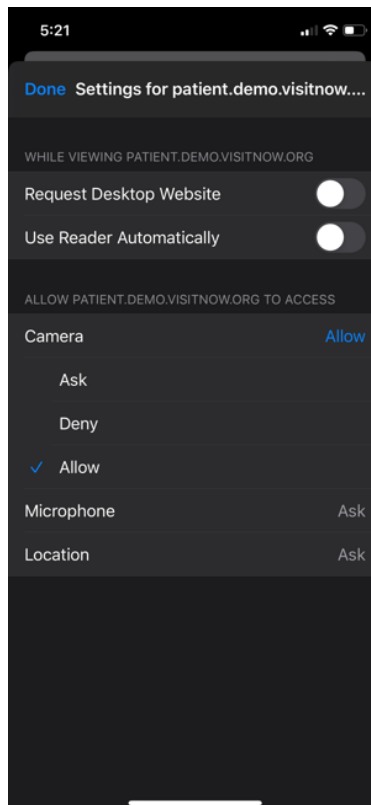 5:21
Done Settings for patient.demo.visitnow....
WHILE VIEWING PATIENT.DEMO.VISITNOW.ORG
Request Desktop Website
Use Reader Automatically
ALLOW PATIENT.DEMO.VISITNOW.ORG TO ACCESS
Camera Allow
Ask
Deny
Allow
Microphone Ask
Location Ask